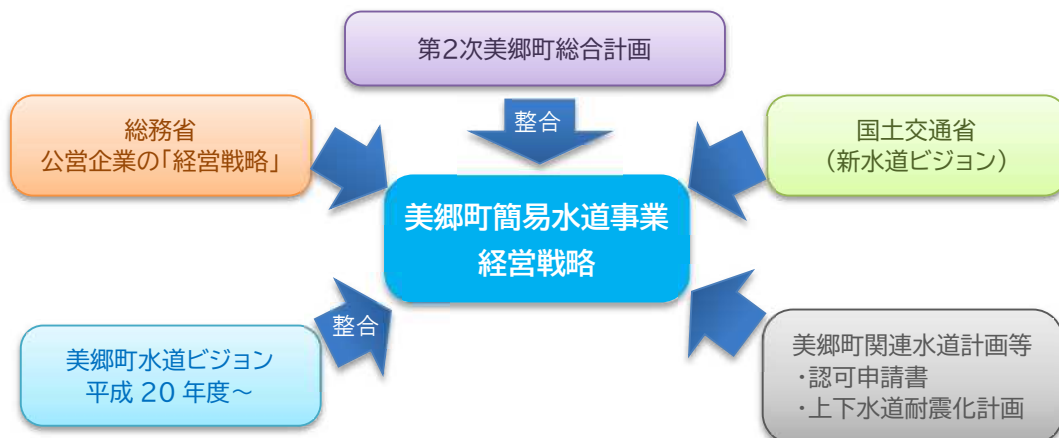 第2次美郷町総合計画
整合
総務省
公営企業の「経営戦略」
国土交通省
（新水道ビジョン）
美郷町簡易水道事業
経営戦略
整合
美郷町水道ビジョン
平成 20 年度～
美郷町関連水道計画等
・認可申請書
・上下水道耐震化計画